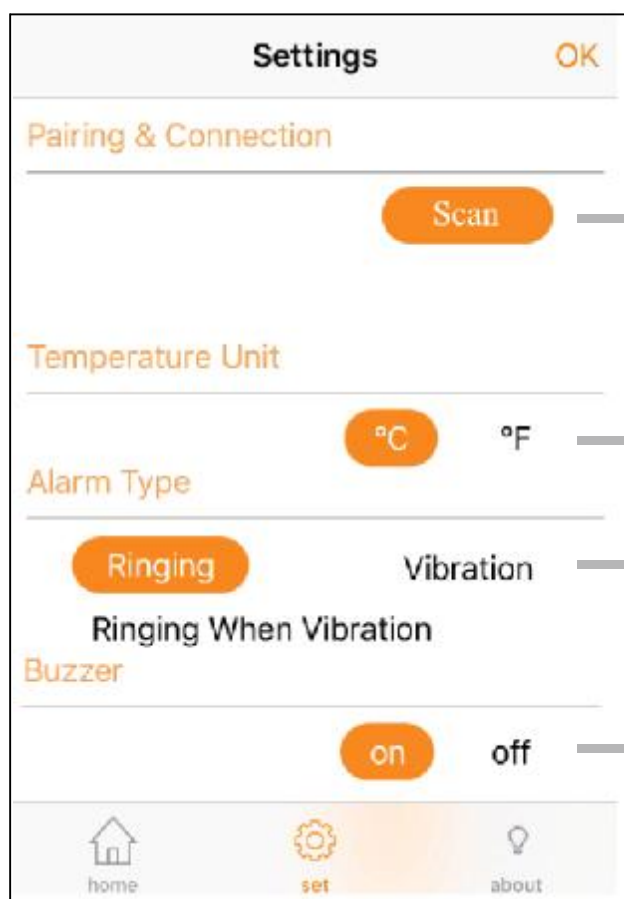 Settings OK
Pairing & Connection
Scan
Temperature Unit
°C °F
Alarm Type
Ringing Vibration
Ringing When Vibration
Buzzer
on off
home set about